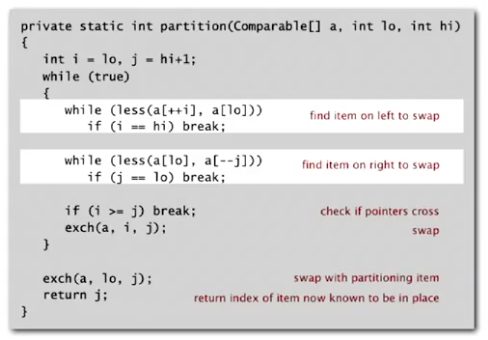 private static int partition(Comparable[] a, int lo, int hi)
{
int i = lo, j = hi+1;
while (true)
{
while (less(a[++i], a[lo])) find item on left to swap
if (i == hi) break;
while (less(a[lo], a[--j])) find item on right to swap
if (j == lo) break;
if (i >= j) break; check if pointers cross
exch(a, i, j); swap
}
exch(a, lo, j); swap with partitioning item
return j; return index of item now known to be in place
}